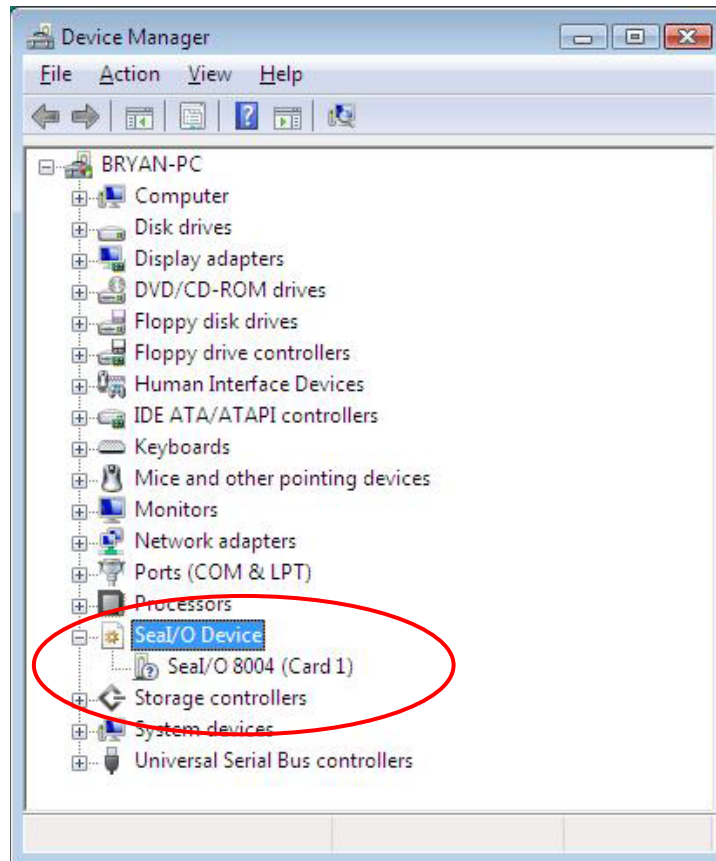 Device Manager
File Action View Help
BRYAN-PC
Computer
Disk drives
Display adapters
DVD/CD-ROM drives
Floppy disk drives
Floppy drive controllers
Human Interface Devices
IDE ATA/ATAPI controllers
Keyboards
Mice and other pointing devices
Monitors
Network adapters
Ports (COM & LPT)
Processors
SeaI/O Device
SeaI/O 8004 (Card 1)
Storage controllers
System devices
Universal Serial Bus controllers